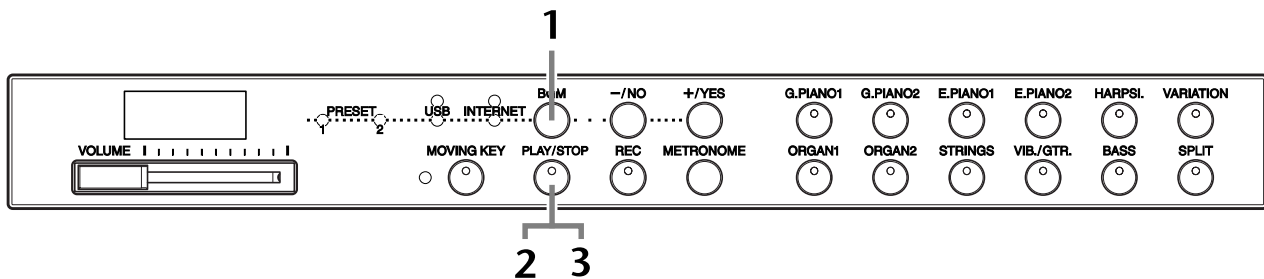 1
BGM −/NO +/YES G.PIANO1 G.PIANO2 E.PIANO1 E.PIANO2 HARPSI. VARIATION
PRESET USB INTERNET
1 2
VOLUME MOVING KEY PLAY/STOP REC METRONOME ORGAN1 ORGAN2 STRINGS VIB./GTR. BASS SPLIT
2 3